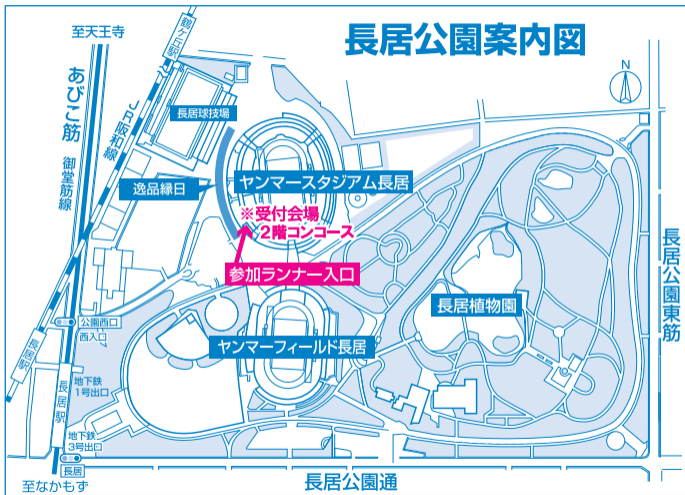 長居公園案内図
至天王寺
鶴ケ丘駅
あびこ筋
御堂筋線
JR阪和線
長居球技場
N
逸品縁日
ヤンマースタジアム長居
※受付会場
2階コンコース
参加ランナー入口
長居植物園
長居公園東筋
公園西口
西入口
ヤンマーフィールド長居
長居駅
長居駅
地下鉄
1号出口
地下鉄
3号出口
長居
至なかもず
長居公園通